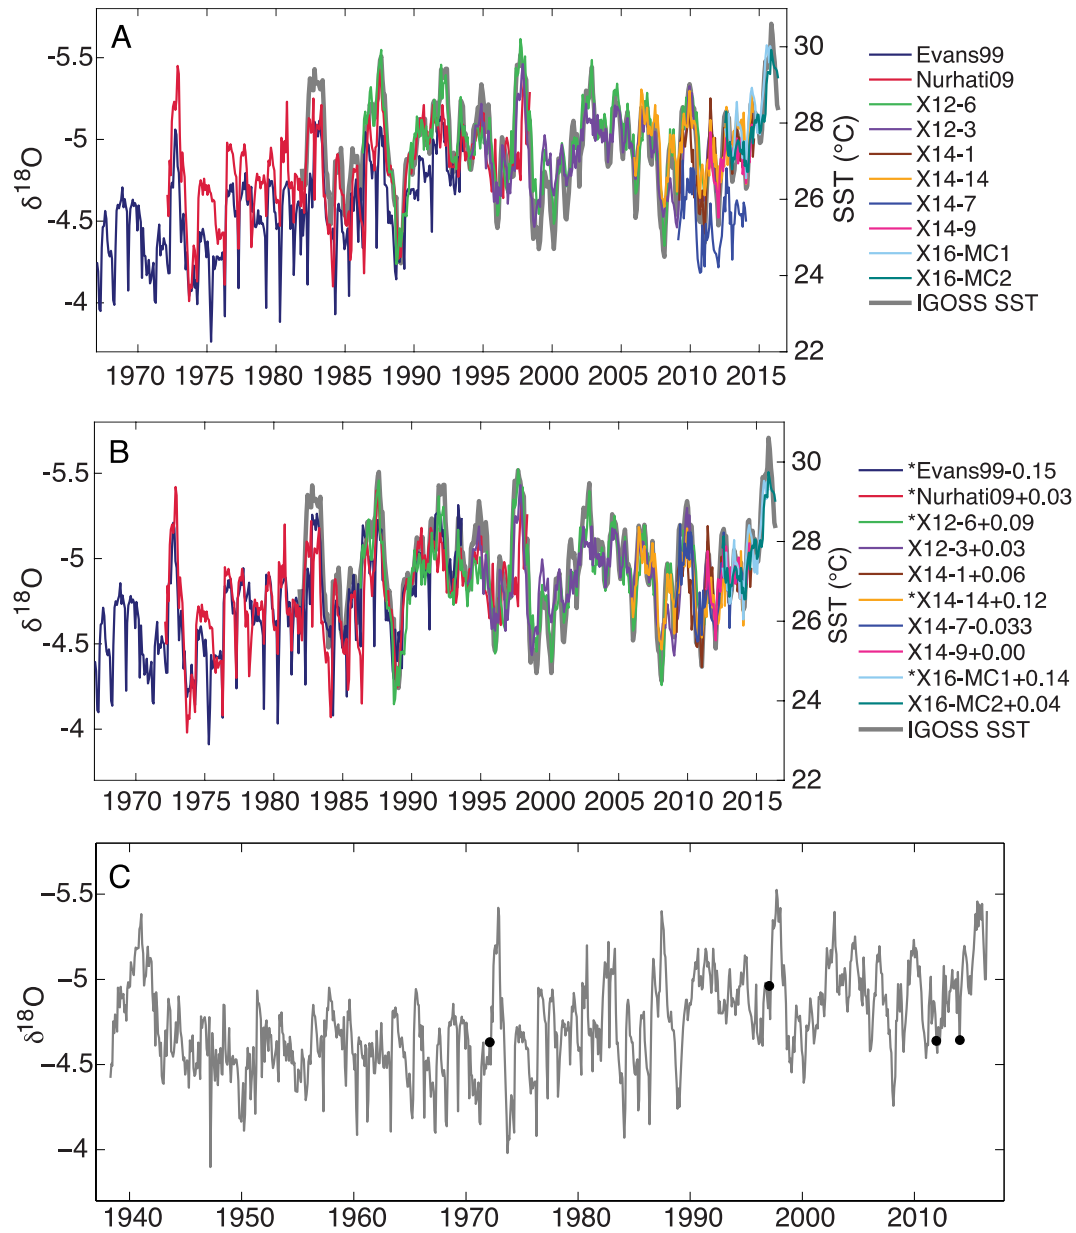 A
-5.5
-5
-4.5
-4
δ18O
30
28
26
24
22
SST (°C)
1970 1975 1980 1985 1990 1995 2000 2005 2010 2015
Evans99
Nurhati09
X12-6
X12-3
X14-1
X14-14
X14-7
X14-9
X16-MC1
X16-MC2
IGOSS SST
B
-5.5
-5
-4.5
-4
δ18O
30
28
26
24
22
SST (°C)
1970 1975 1980 1985 1990 1995 2000 2005 2010 2015
*Evans99-0.15
*Nurhati09+0.03
*X12-6+0.09
X12-3+0.03
X14-1+0.06
*X14-14+0.12
X14-7-0.033
X14-9+0.00
*X16-MC1+0.14
X16-MC2+0.04
IGOSS SST
C
−5.5
−5
−4.5
−4
δ18O
1940 1950 1960 1970 1980 1990 2000 2010